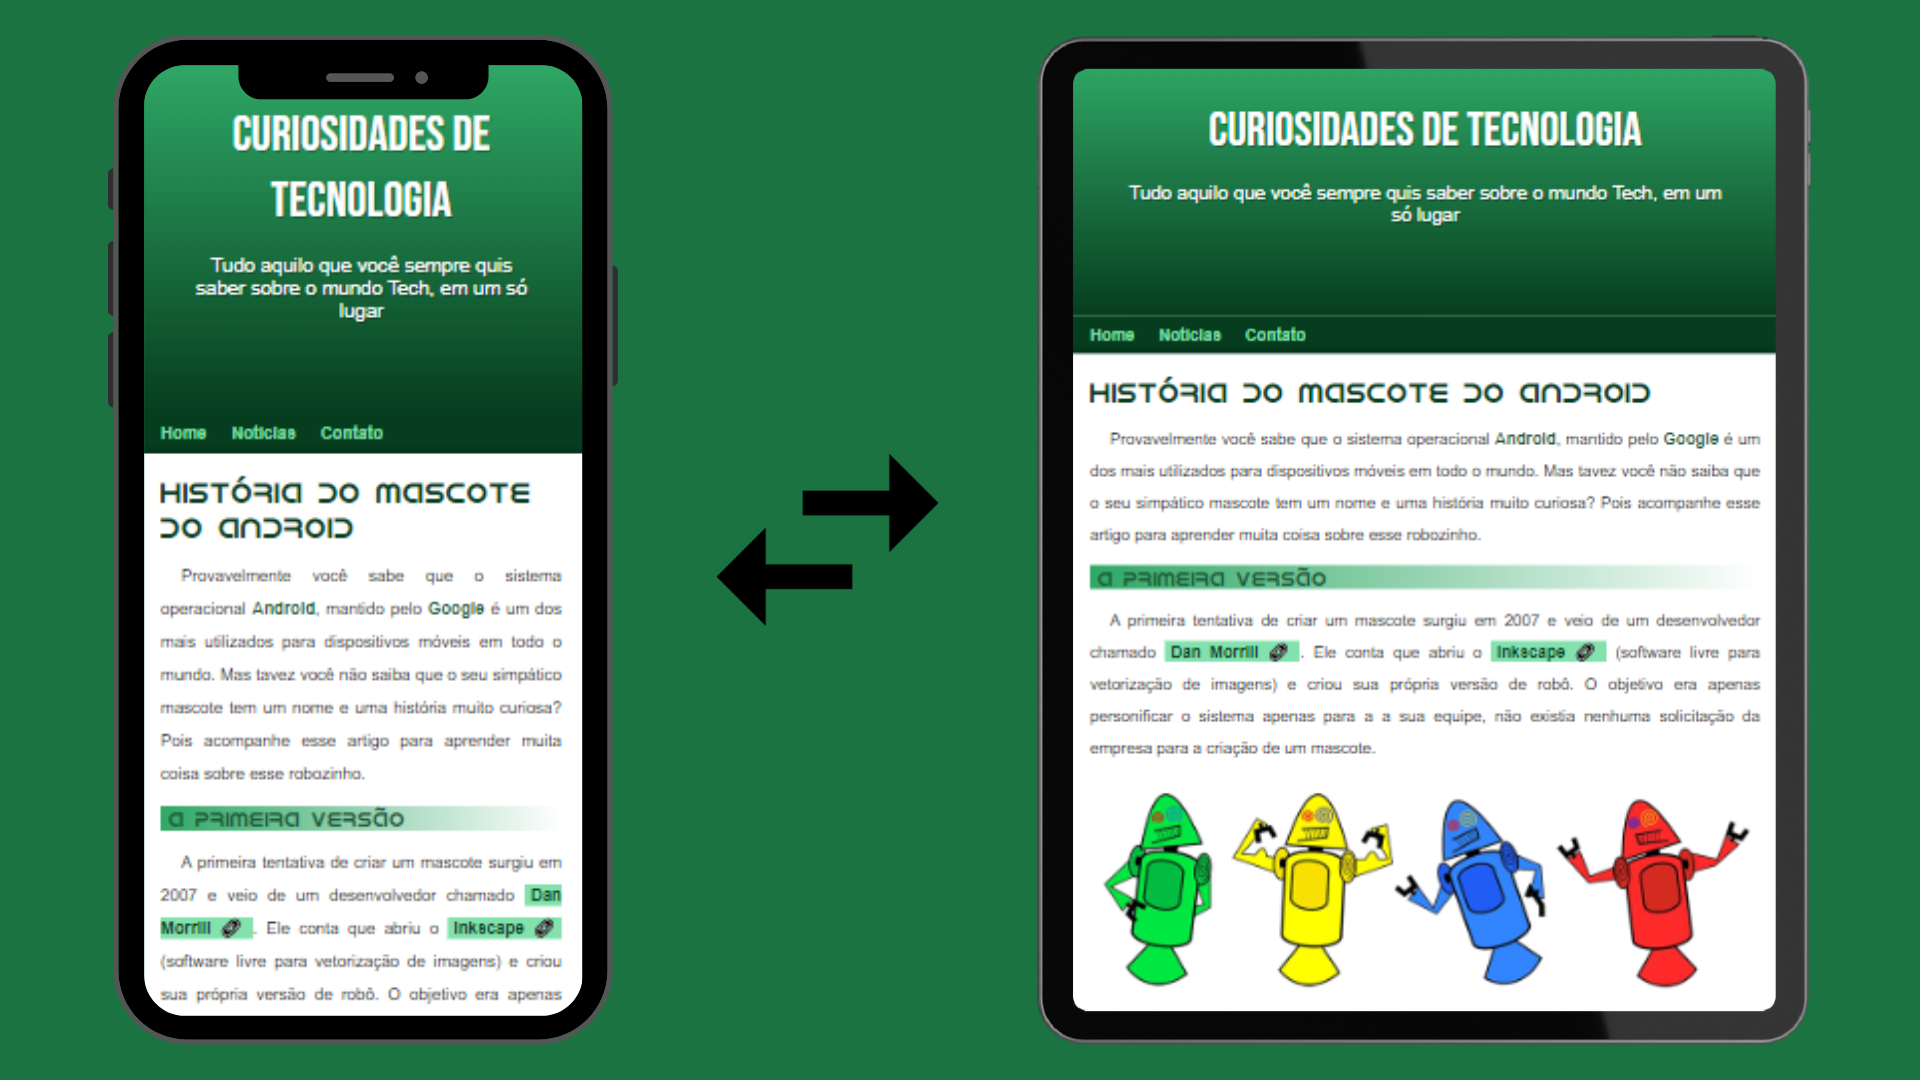 CURIOSIDADES DE
TECNOLOGIA
Tudo aquilo que você sempre quis
saber sobre o mundo Tech, em um só
lugar
Home Noticias Contato
HISTÓRIA DO MASCOTE
DO ANDROID
Provavelmente você sabe que o sistema
operacional Android, mantido pelo Google é um dos
mais utilizados para dispositivos móveis em todo o
mundo. Mas tavez você não saiba que o seu simpático
mascote tem um nome e uma história muito curiosa?
Pois acompanhe esse artigo para aprender muita
coisa sobre esse robozinho.
A PRIMEIRA VERSÃO
A primeira tentativa de criar um mascote surgiu em
2007 e veio de um desenvolvedor chamado Dan
Morrill . Ele conta que abriu o Inkscape
(software livre para vetorização de imagens) e criou
sua própria versão de robô. O objetivo era apenas
CURIOSIDADES DE TECNOLOGIA
Tudo aquilo que você sempre quis saber sobre o mundo Tech, em um
só lugar
Home Noticias Contato
HISTÓRIA DO MASCOTE DO ANDROID
Provavelmente você sabe que o sistema operacional Android, mantido pelo Google é um
dos mais utilizados para dispositivos móveis em todo o mundo. Mas tavez você não saiba que
o seu simpático mascote tem um nome e uma história muito curiosa? Pois acompanhe esse
artigo para aprender muita coisa sobre esse robozinho.
A PRIMEIRA VERSÃO
A primeira tentativa de criar um mascote surgiu em 2007 e veio de um desenvolvedor
chamado Dan Morrill . Ele conta que abriu o Inkscape (software livre para
vetorização de imagens) e criou sua própria versão de robô. O objetivo era apenas
personificar o sistema apenas para a a sua equipe, não existia nenhuma solicitação da
empresa para a criação de um mascote.